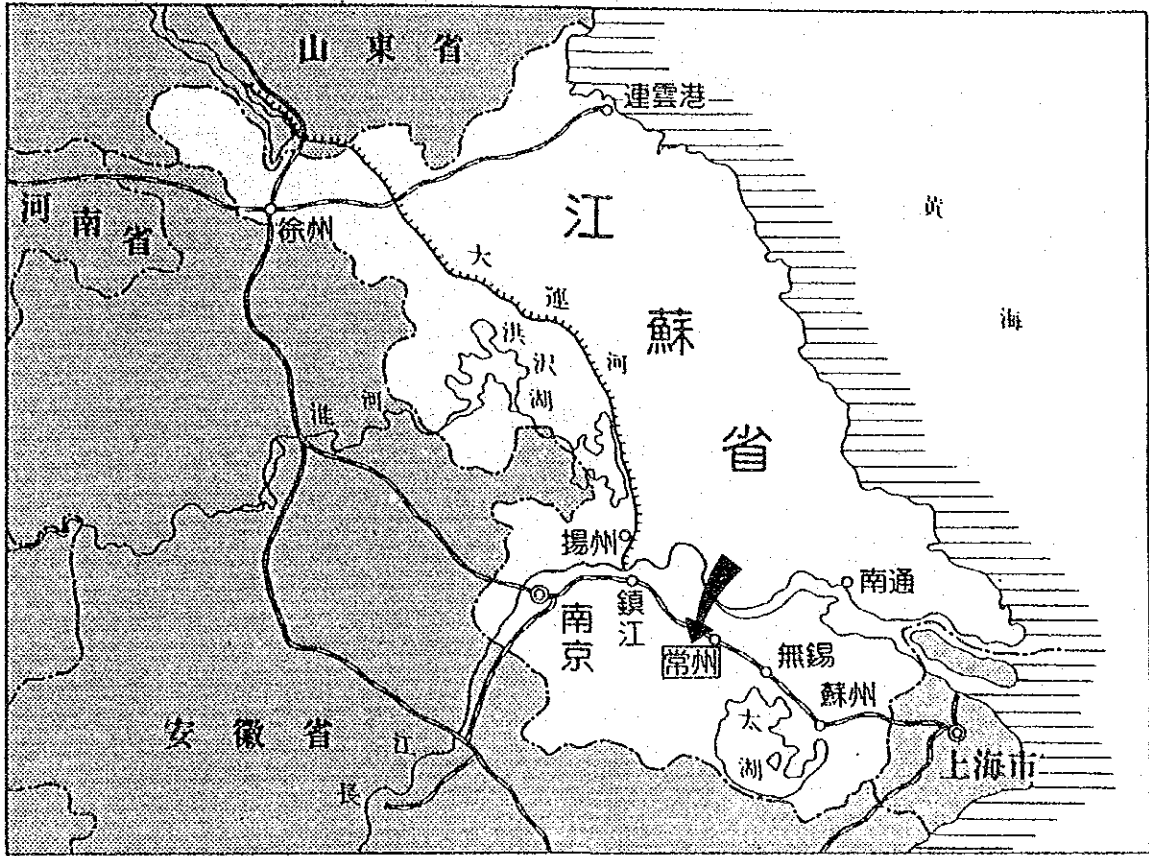 山東省
連雲港
河南省
徐州
江蘇省
黄海
大運河
洪沢湖
淮河
揚州
南通
南京
鎮江
常州
無錫
蘇州
太湖
安徽省
長江
上海市